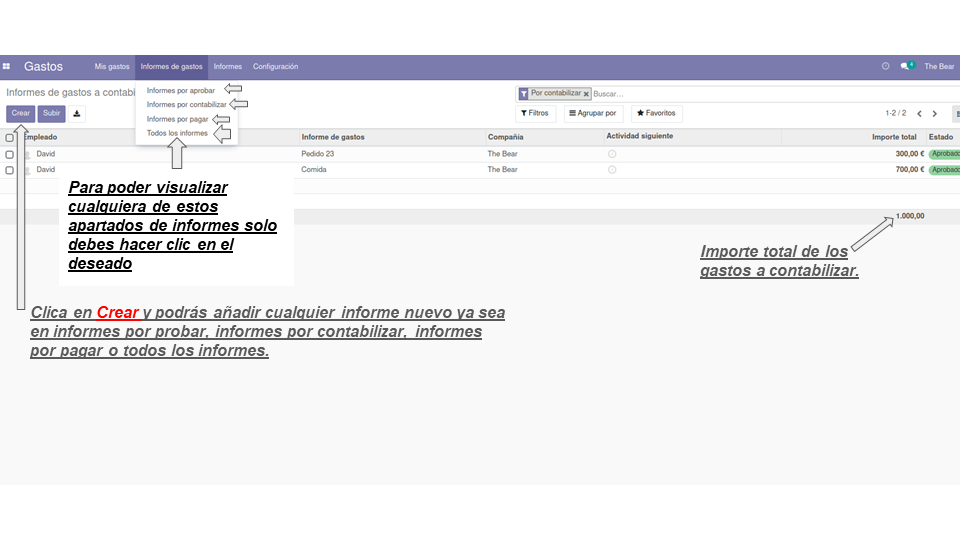 Gastos Mis gastos Informes de gastos Informes Configuración 4 The Bear
Informes de gastos a contabi
Informes por aprobar
Informes por contabilizar
Informes por pagar
Todos los informes
Por contabilizar × Buscar...
Crear Subir
Filtros Agrupar por Favoritos 1-2 / 2
Empleado Informe de gastos Compañía Actividad siguiente Importe total Estado
David Pedido 23 The Bear 300,00 € Aprobado
David Comida The Bear 700,00 € Aprobado
1.000,00
Para poder visualizar
cualquiera de estos
apartados de informes solo
debes hacer clic en el
deseado
Importe total de los
gastos a contabilizar.
Clica en Crear y podrás añadir cualquier informe nuevo ya sea
en informes por probar, informes por contabilizar, informes
por pagar o todos los informes.